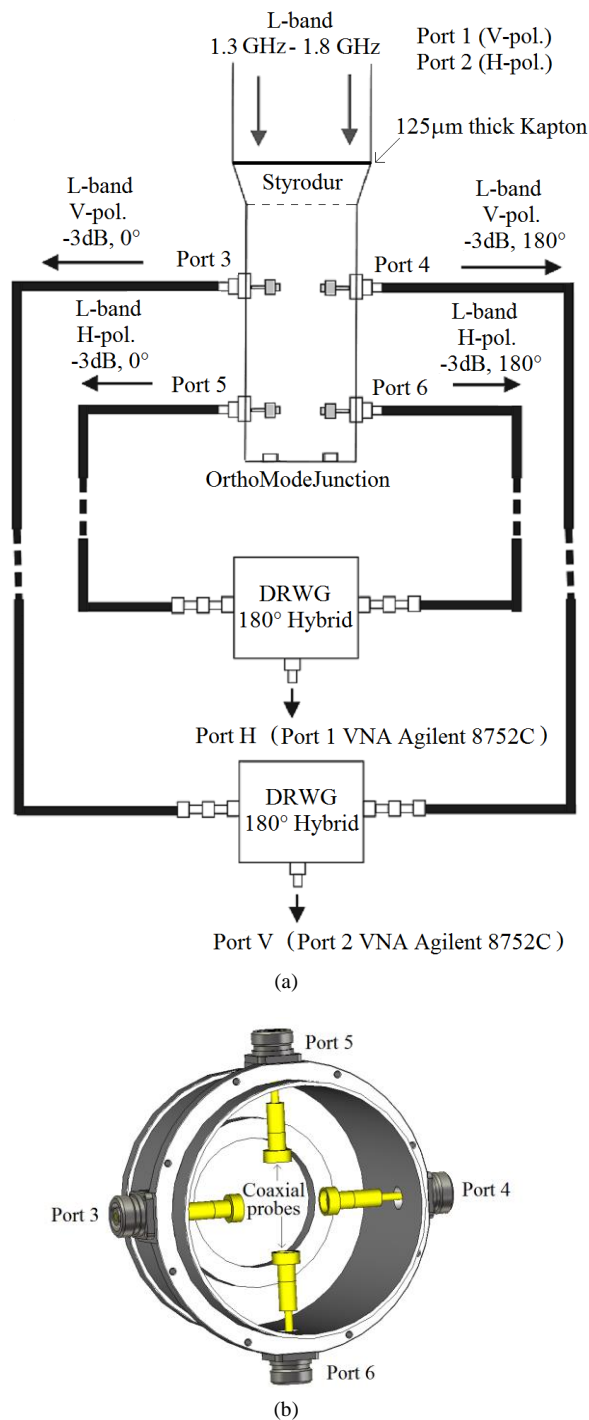 L-band
1.3 GHz- 1.8 GHz
Port 1 (V-pol.)
Port 2 (H-pol.)
125μm thick Kapton
Styrodur
L-band
V-pol.
-3dB, 0°
L-band
V-pol.
-3dB, 180°
Port 3
Port 4
L-band
H-pol.
-3dB, 0°
L-band
H-pol.
-3dB, 180°
Port 5
Port 6
OrthoModeJunction
DRWG
180° Hybrid
Port H (Port 1 VNA Agilent 8752C)
DRWG
180° Hybrid
Port V (Port 2 VNA Agilent 8752C)
(a)
Port 5
Coaxial
probes
Port 4
Port 3
Port 6
(b)